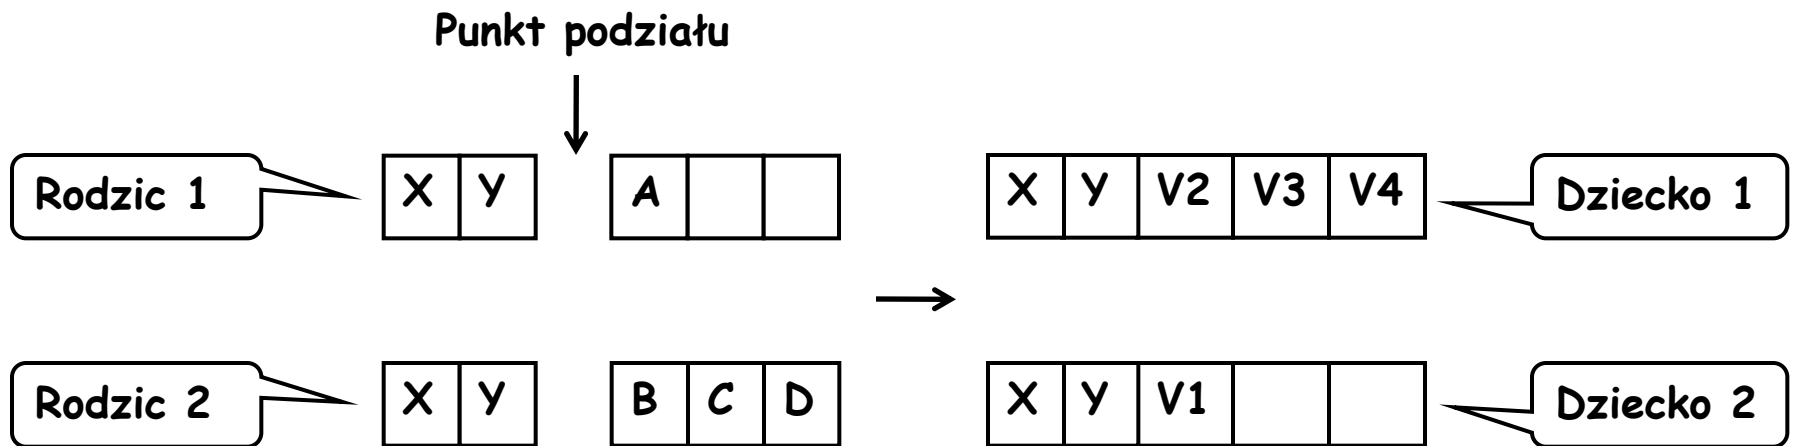 Punkt podziału
Rodzic 1 X Y A X Y V2 V3 V4 Dziecko 1
Rodzic 2 X Y B C D X Y V1 Dziecko 2